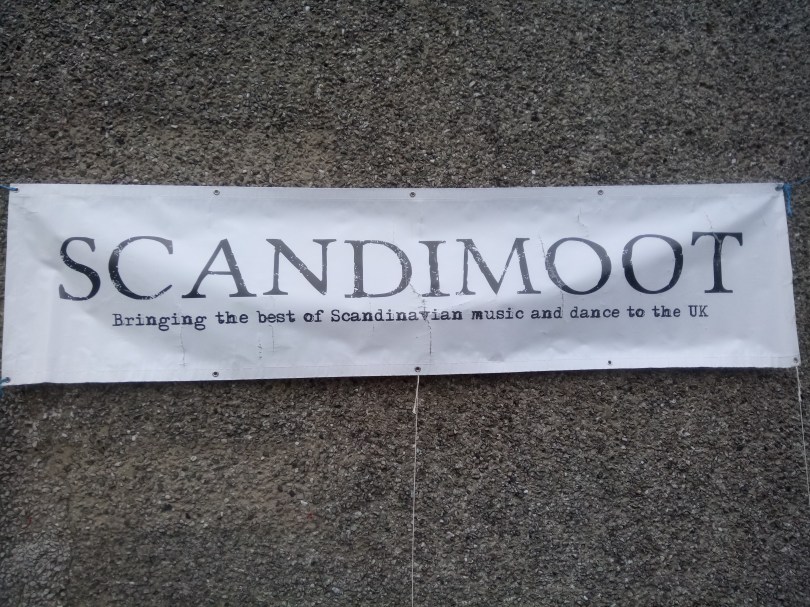 SCANDIMOOT
Bringing the best of Scandinavian music and dance to the UK